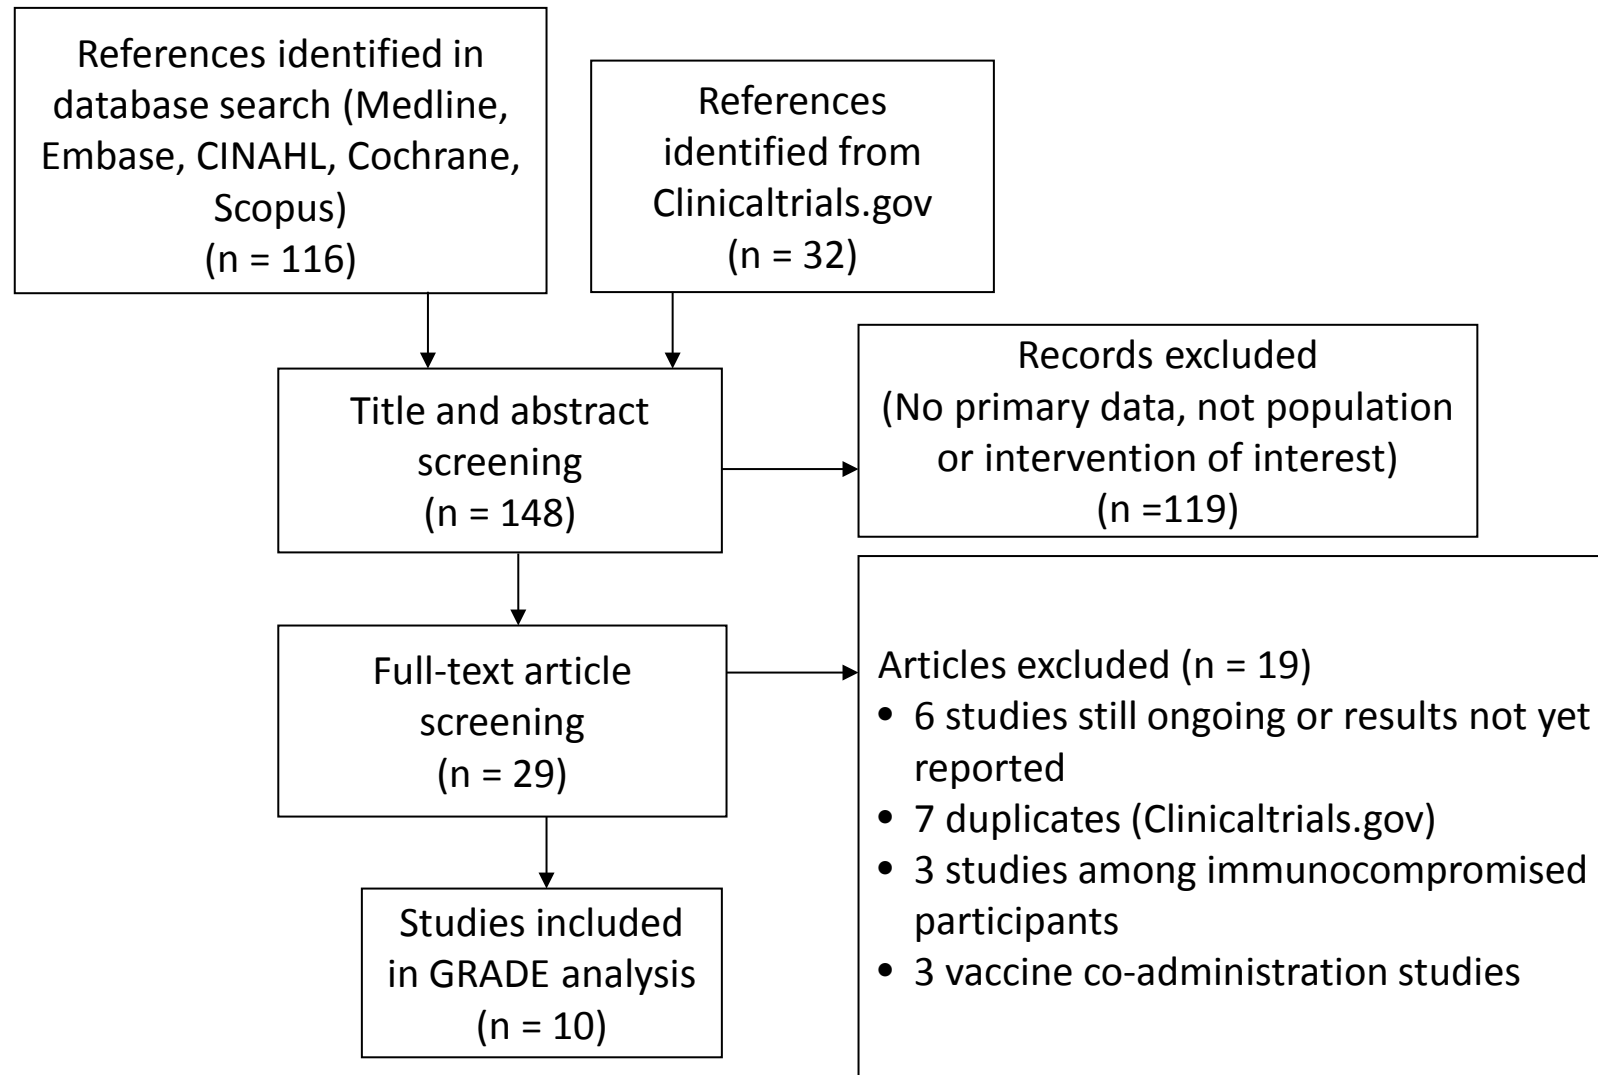 References identified in
database search (Medline,
Embase, CINAHL, Cochrane,
Scopus)
(n = 116)
References
identified from
Clinicaltrials.gov
(n = 32)
Title and abstract
screening
(n = 148)
Records excluded
(No primary data, not population
or intervention of interest)
(n =119)
Full-text article
screening
(n = 29)
Articles excluded (n = 19)
• 6 studies still ongoing or results not yet
reported
• 7 duplicates (Clinicaltrials.gov)
• 3 studies among immunocompromised
participants
• 3 vaccine co-administration studies
Studies included
in GRADE analysis
(n = 10)